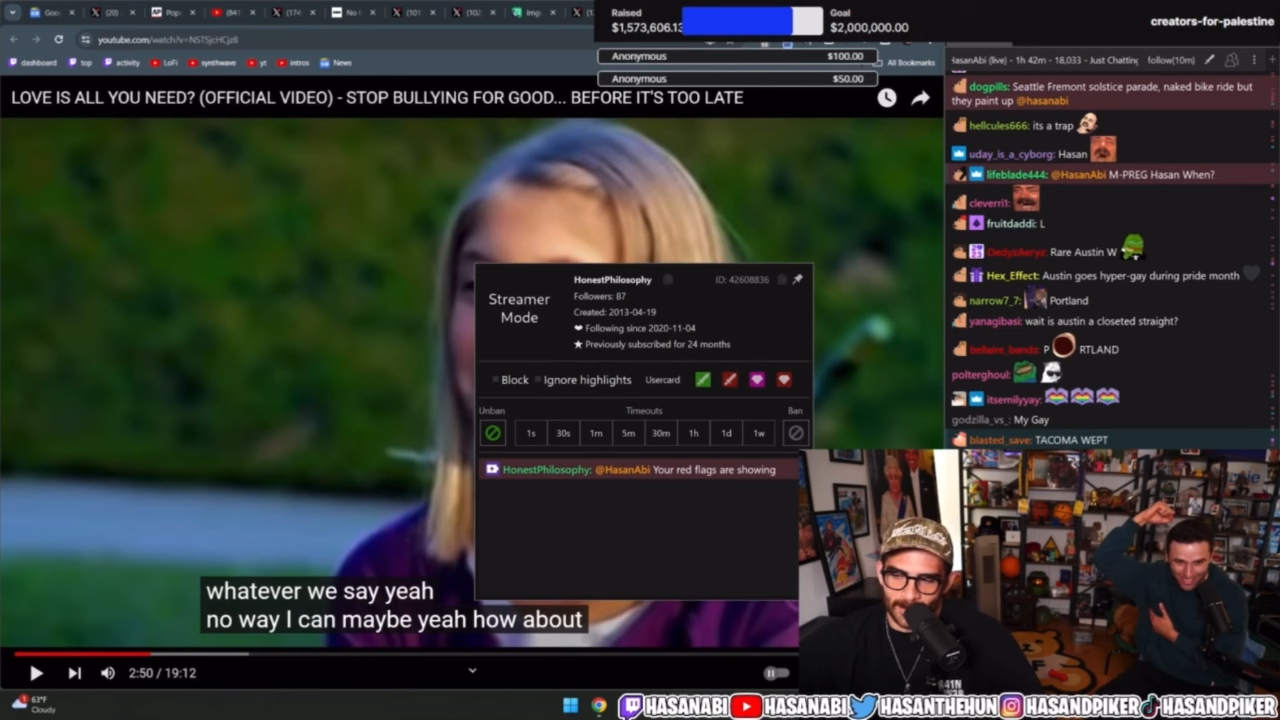 Raised
$1,573,606.13
Goal
$2,000,000.00
creators-for-palestine
Anonymous
$100.00
Anonymous
$50.00
youtube.com/watch?v=NSTSjcHCjz8
dashboard
top
activity
LoFi
synthwave
yt
intros
News
All Bookmarks
LOVE IS ALL YOU NEED? (OFFICIAL VIDEO) - STOP BULLYING FOR GOOD... BEFORE IT'S TOO LATE
HasanAbi (live) - 1h 42m - 18,033 - Just Chatting
follow(10m)
dogpills: Seattle Fremont solstice parade, naked bike ride but
they paint up @hasanabi
hellcules666: its a trap
uday_is_a_cyborg: Hasan
lifeblade444: @HasanAbi M-PREG Hasan When?
cleverri1:
fruitdaddi: L
Rare Austin W
Hex_Effect: Austin goes hyper-gay during pride month
narrow7_7: Portland
yanagibasi: wait is austin a closeted straight?
bellaire_bandz: P RTLAND
polterghoul:
itsemilyyay:
godzilla_vs_: My Gay
blasted_save: TACOMA WEPT
Streamer
Mode
HonestPhilosophy
ID: 42608836
Followers: 87
Created: 2013-04-19
Following since 2020-11-04
Previously subscribed for 24 months
Block
Ignore highlights
Usercard
Unban
Timeouts
Ban
1s 30s 1m 5m 30m 1h 1d 1w
HonestPhilosophy: @HasanAbi Your red flags are showing
whatever we say yeah
no way I can maybe yeah how about
2:50 / 19:12
63°F
Cloudy
HASANABI
HASANABI
HASANTHEHUN
HASANDPIKER
HASANDPIKER